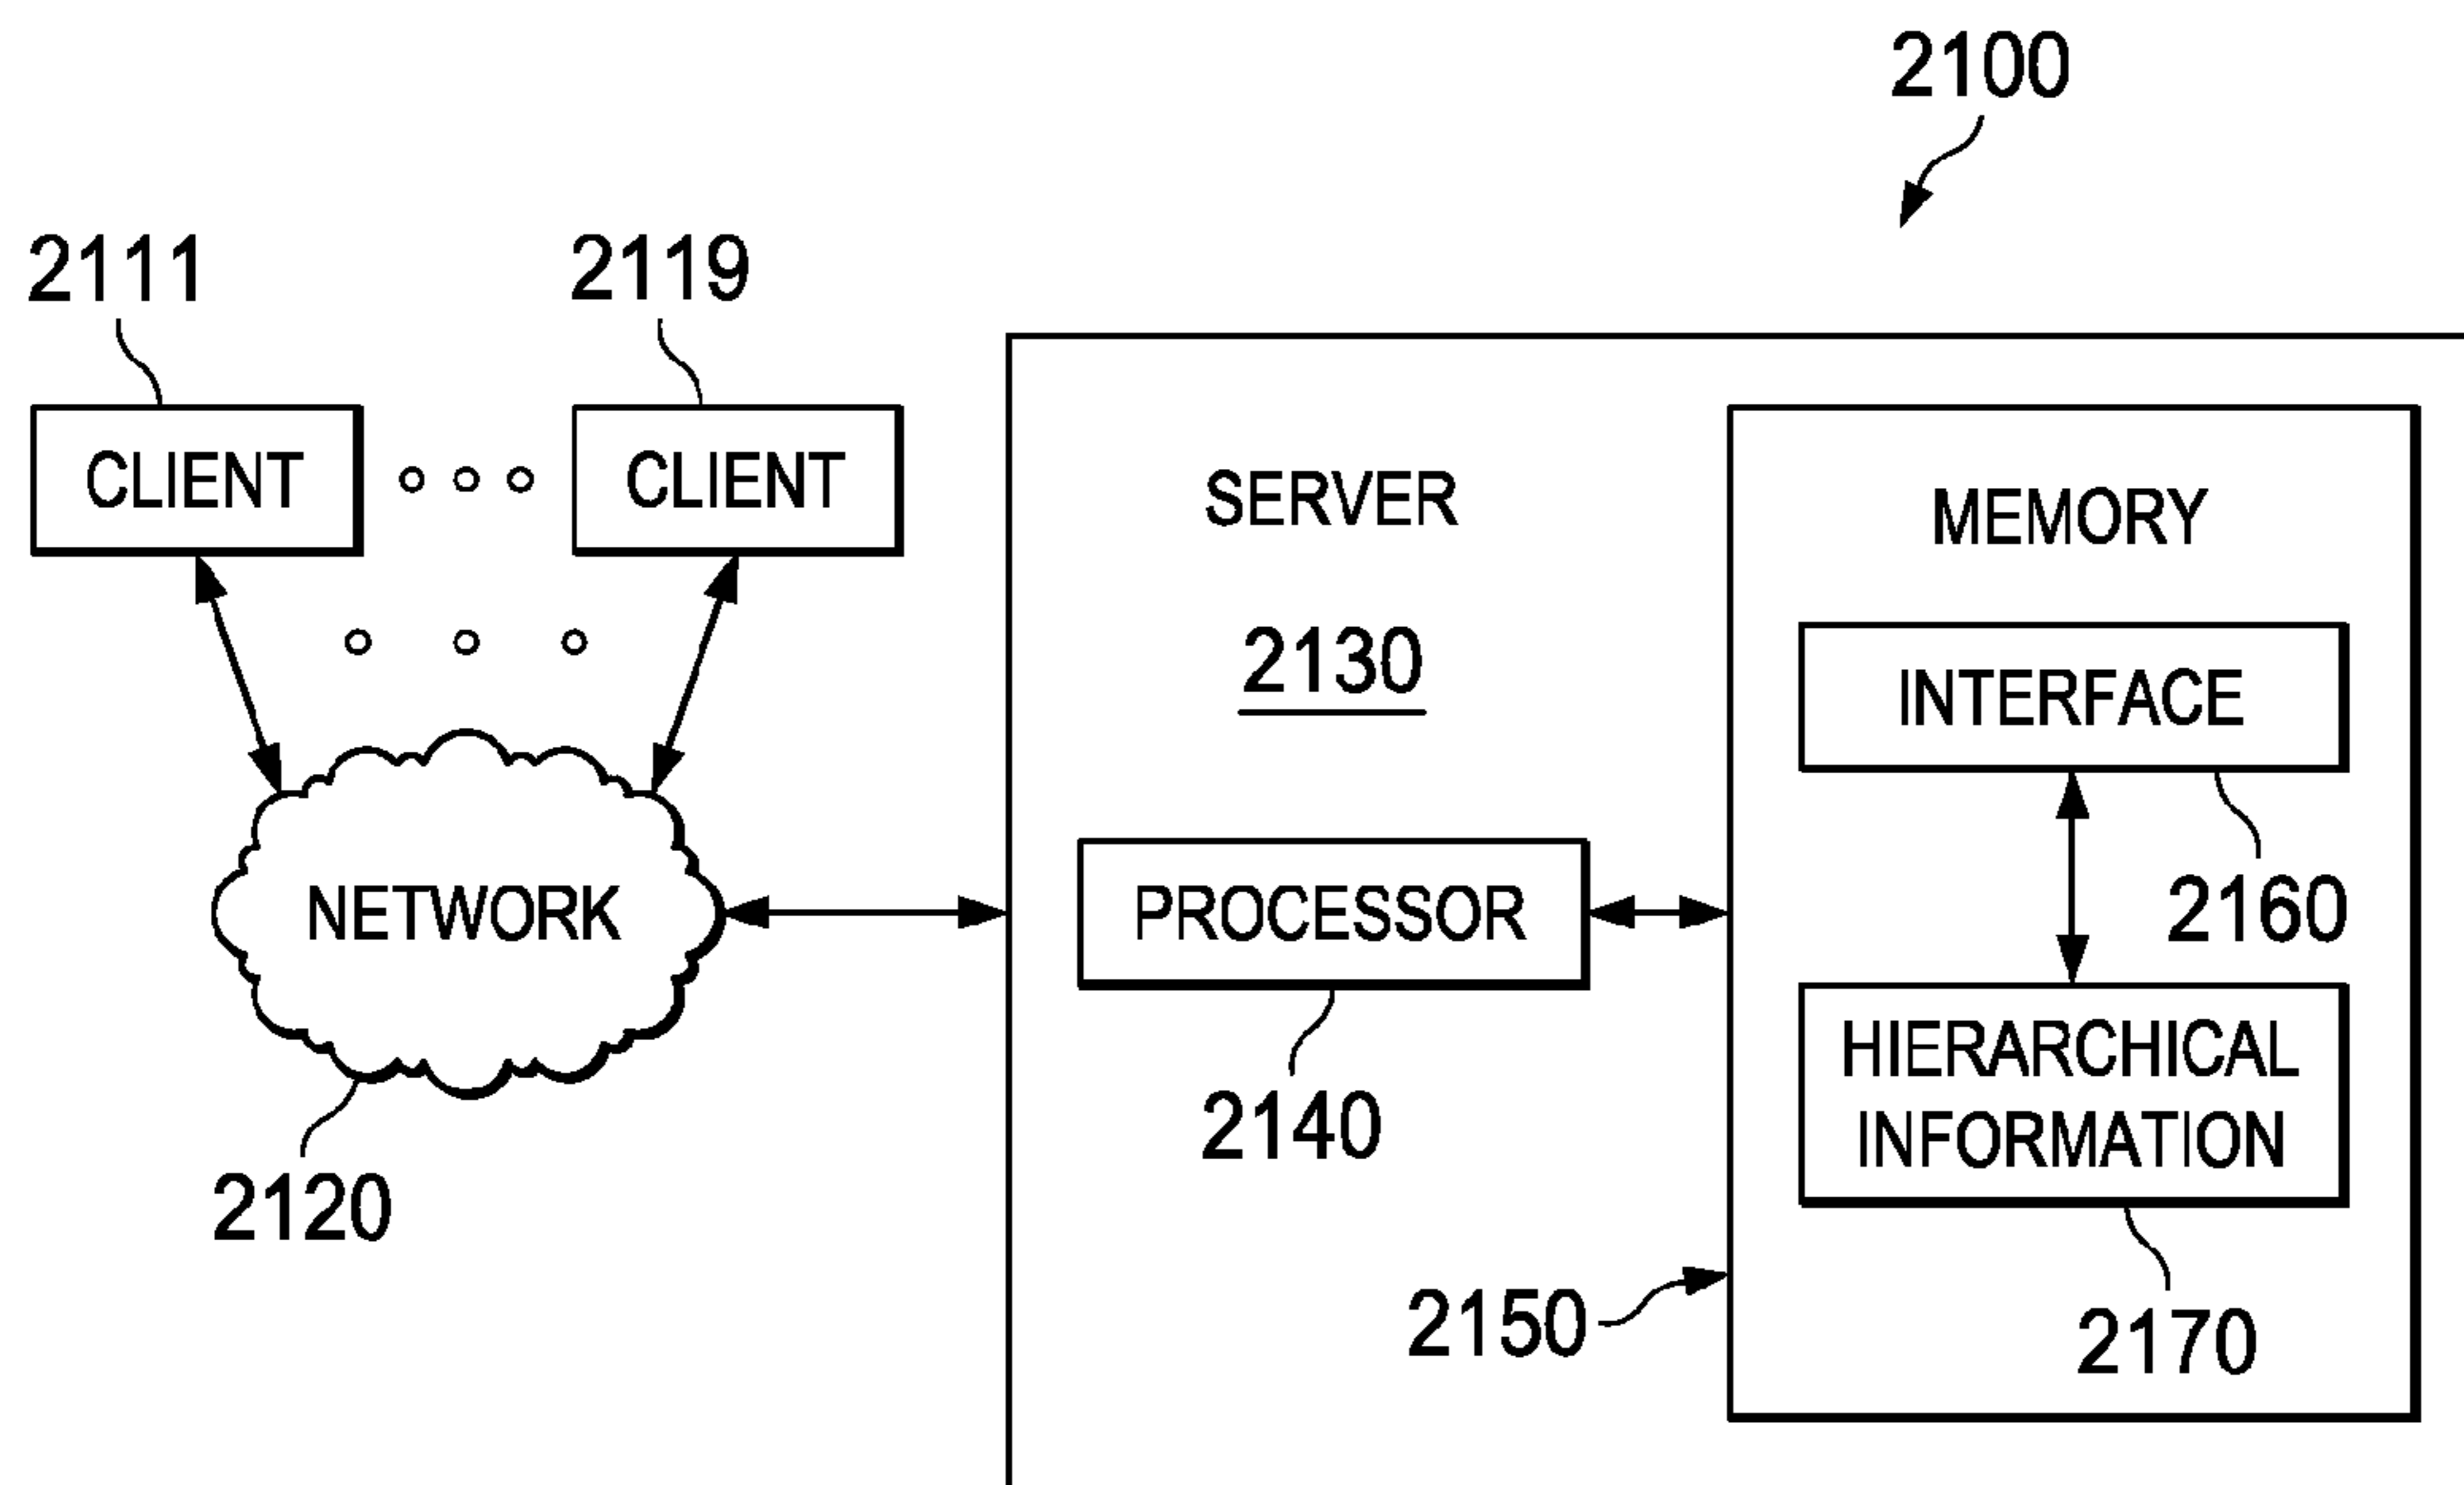 2100
2111
2119
CLIENT
CLIENT
SERVER
2130
MEMORY
INTERFACE
2160
NETWORK
2120
PROCESSOR
2140
HIERARCHICAL
INFORMATION
2150
2170